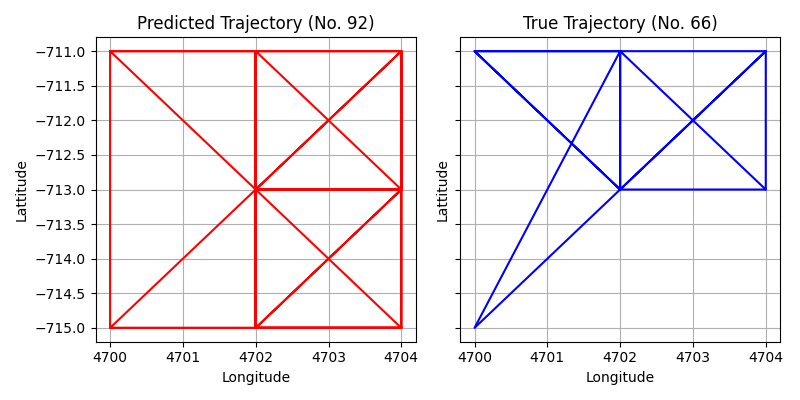 Predicted Trajectory (No. 92)
True Trajectory (No. 66)
−711.0
−711.5
−712.0
−712.5
−713.0
−713.5
−714.0
−714.5
−715.0
Lattitude
Lattitude
4700 4701 4702 4703 4704
4700 4701 4702 4703 4704
Longitude
Longitude